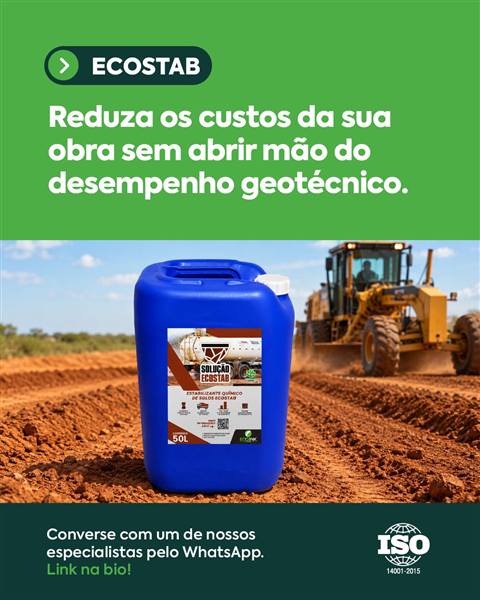 ECOSTAB
Reduza os custos da sua
obra sem abrir mão do
desempenho geotécnico.
SOLUÇÃO
ECOSTAB
ESTABILIZANTE QUÍMICO
DE SOLOS ECOSTAB
50L
Converse com um de nossos
especialistas pelo WhatsApp.
Link na bio!
ISO
14001-2015